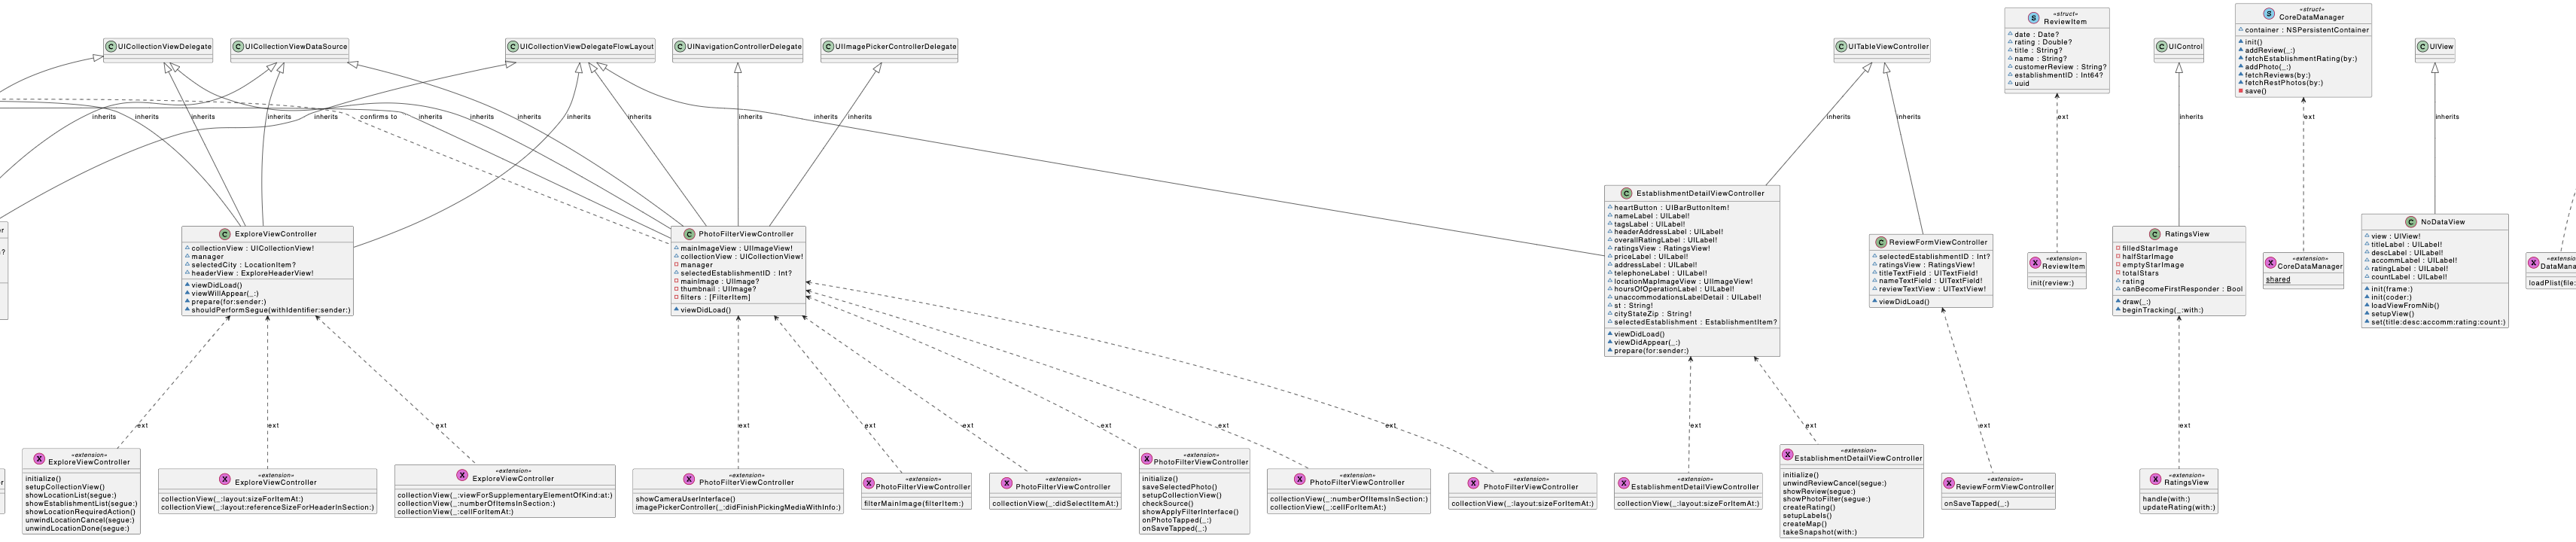 UICollectionViewDelegate
UICollectionViewDataSource
UICollectionViewDelegateFlowLayout
UINavigationControllerDelegate
UIImagePickerControllerDelegate
UITableViewController
«struct»
ReviewItem
date : Date?
rating : Double?
title : String?
name : String?
customerReview : String?
establishmentID : Int64?
uuid
UIControl
«struct»
CoreDataManager
container : NSPersistentContainer
init()
addReview(_:)
fetchEstablishmentRating(by:)
addPhoto(_:)
fetchReviews(by:)
fetchRestPhotos(by:)
save()
UIView
inherits
inherits
inherits
inherits
inherits
confirms to
inherits
inherits
inherits
inherits
inherits
inherits
inherits
inherits
inherits
ext
inherits
ext
inherits
ExploreViewController
collectionView : UICollectionView!
manager
selectedCity : LocationItem?
headerView : ExploreHeaderView!
viewDidLoad()
viewWillAppear(_:)
prepare(for:sender:)
shouldPerformSegue(withIdentifier:sender:)
PhotoFilterViewController
mainImageView : UIImageView!
collectionView : UICollectionView!
manager
selectedEstablishmentID : Int?
mainImage : UIImage?
thumbnail : UIImage?
filters : [FilterItem]
viewDidLoad()
EstablishmentDetailViewController
heartButton : UIBarButtonItem!
nameLabel : UILabel!
tagsLabel : UILabel!
headerAddressLabel : UILabel!
overallRatingLabel : UILabel!
ratingsView : RatingsView!
priceLabel : UILabel!
addressLabel : UILabel!
telephoneLabel : UILabel!
locationMapImageView : UIImageView!
hoursOfOperationLabel : UILabel!
unaccommodationsLabelDetail : UILabel!
st : String!
cityStateZip : String!
selectedEstablishment : EstablishmentItem?
viewDidLoad()
viewDidAppear(_:)
prepare(for:sender:)
ReviewFormViewController
selectedEstablishmentID : Int?
ratingsView : RatingsView!
titleTextField : UITextField!
nameTextField : UITextField!
reviewTextView : UITextView!
viewDidLoad()
«extension»
ReviewItem
init(review:)
RatingsView
filledStarImage
halfStarImage
emptyStarImage
totalStars
rating
canBecomeFirstResponder : Bool
draw(_:)
beginTracking(_:with:)
«extension»
CoreDataManager
shared
NoDataView
view : UIView!
titleLabel : UILabel!
descLabel : UILabel!
accommLabel : UILabel!
ratingLabel : UILabel!
countLabel : UILabel!
init(frame:)
init(coder:)
loadViewFromNib()
setupView()
set(title:desc:accomm:rating:count:)
«extensio
DataMana
loadPlist(file:
ext
ext
ext
ext
ext
ext
ext
ext
ext
ext
ext
ext
ext
«extension»
ExploreViewController
initialize()
setupCollectionView()
showLocationList(segue:)
showEstablishmentList(segue:)
showLocationRequiredAction()
unwindLocationCancel(segue:)
unwindLocationDone(segue:)
«extension»
ExploreViewController
collectionView(_:layout:sizeForItemAt:)
collectionView(_:layout:referenceSizeForHeaderInSection:)
«extension»
ExploreViewController
collectionView(_:viewForSupplementaryElementOfKind:at:)
collectionView(_:numberOfItemsInSection:)
collectionView(_:cellForItemAt:)
«extension»
PhotoFilterViewController
showCameraUserInterface()
imagePickerController(_:didFinishPickingMediaWithInfo:)
«extension»
PhotoFilterViewController
filterMainImage(filterItem:)
«extension»
PhotoFilterViewController
collectionView(_:didSelectItemAt:)
«extension»
PhotoFilterViewController
initialize()
saveSelectedPhoto()
setupCollectionView()
checkSource()
showApplyFilterInterface()
onPhotoTapped(_:)
onSaveTapped(_:)
«extension»
PhotoFilterViewController
collectionView(_:numberOfItemsInSection:)
collectionView(_:cellForItemAt:)
«extension»
PhotoFilterViewController
collectionView(_:layout:sizeForItemAt:)
«extension»
EstablishmentDetailViewController
collectionView(_:layout:sizeForItemAt:)
«extension»
EstablishmentDetailViewController
initialize()
unwindReviewCancel(segue:)
showReview(segue:)
showPhotoFilter(segue:)
createRating()
setupLabels()
createMap()
takeSnapshot(with:)
«extension»
ReviewFormViewController
onSaveTapped(_:)
«extension»
RatingsView
handle(with:)
updateRating(with:)